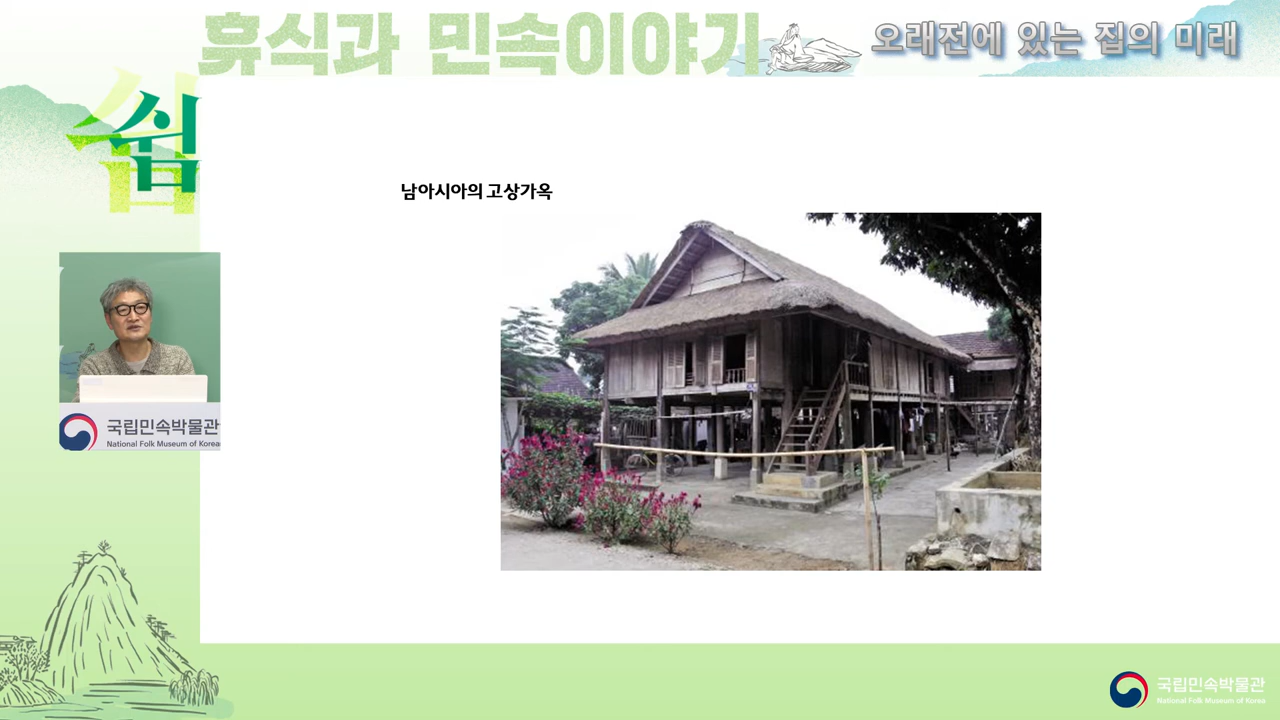 휴식과 민속이야기
오래전에 있는 집의 미래
쉼
남아시아의 고상가옥
국립민속박물관
National Folk Museum of Korea
국립민속박물관
National Folk Museum of Korea